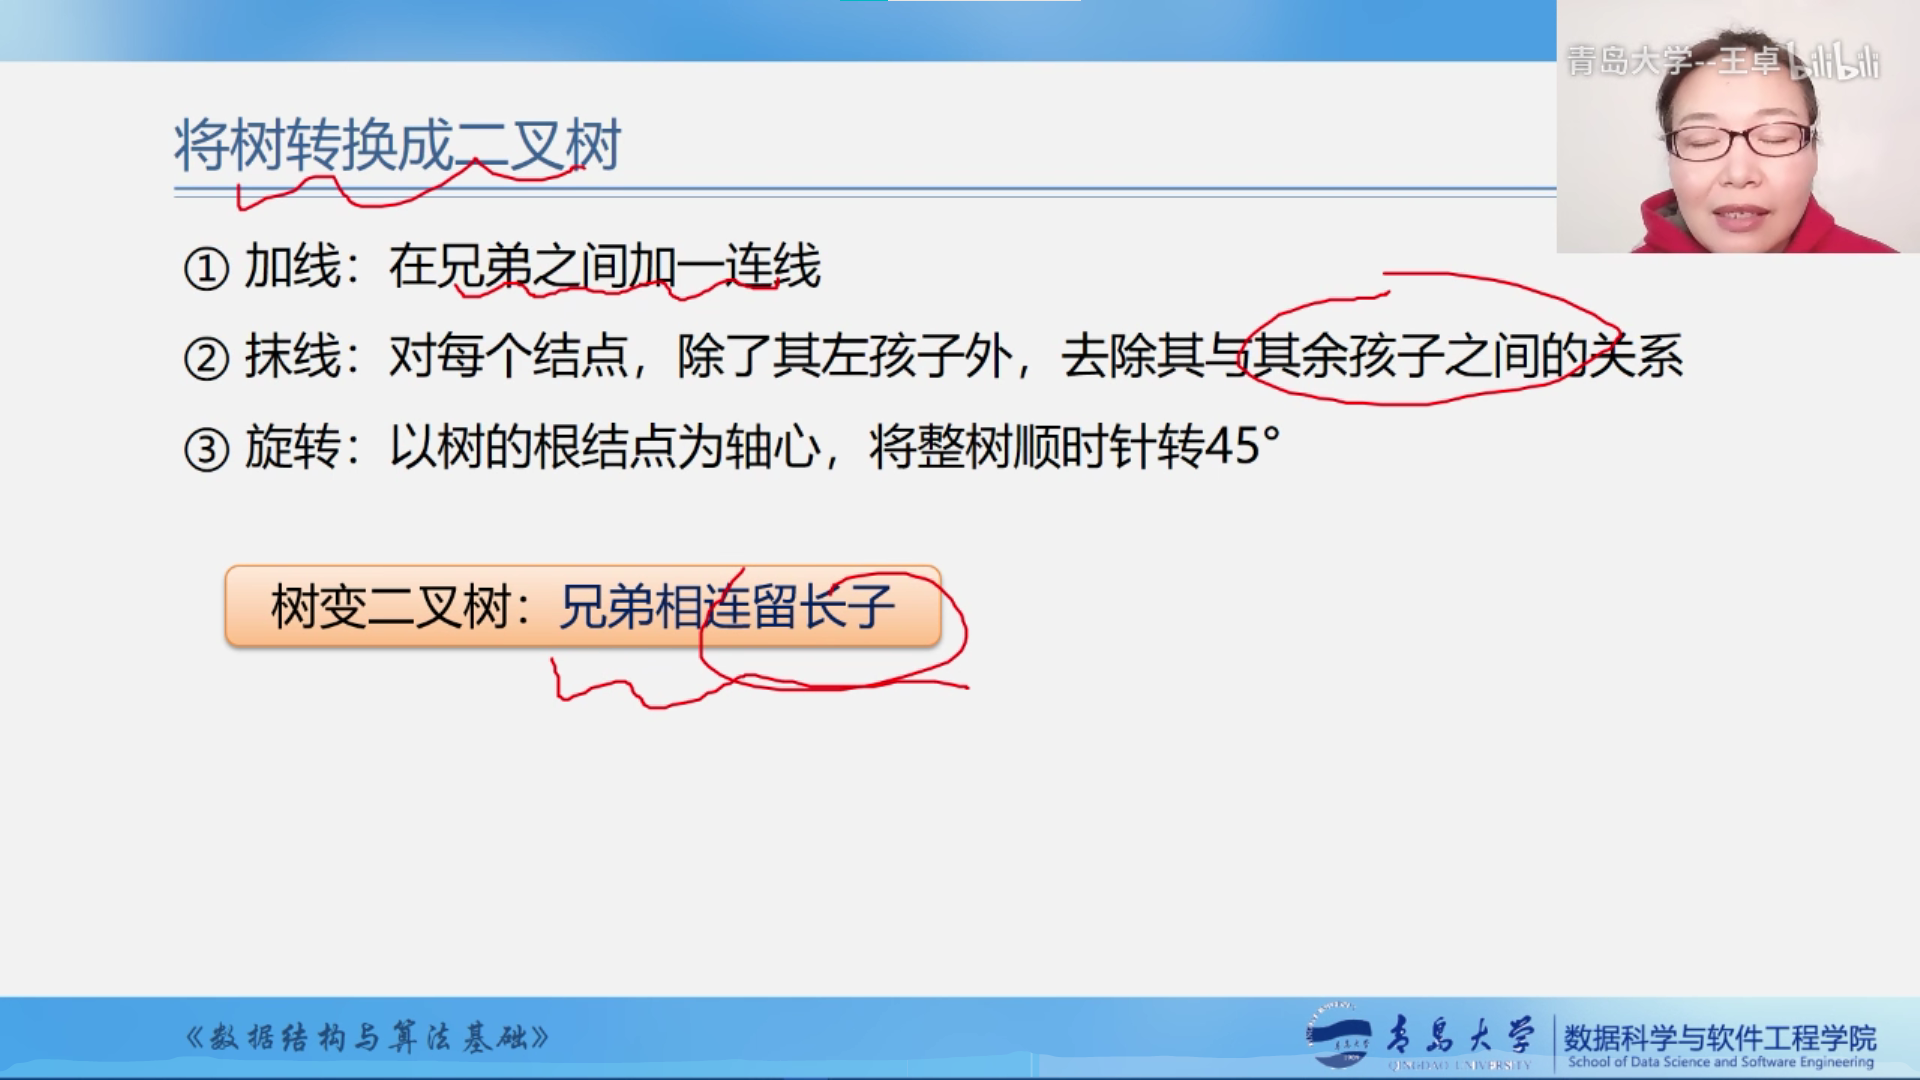 青岛大学--王卓 bilibili
将树转换成二叉树
① 加线：在兄弟之间加一连线
② 抹线：对每个结点，除了其左孩子外，去除其与其余孩子之间的关系
③ 旋转：以树的根结点为轴心，将整树顺时针转45°
树变二叉树：兄弟相连留长子
《数据结构与算法基础》
青岛大学
QINGDAO UNIVERSITY
数据科学与软件工程学院
School of Data Science and Software Engineering